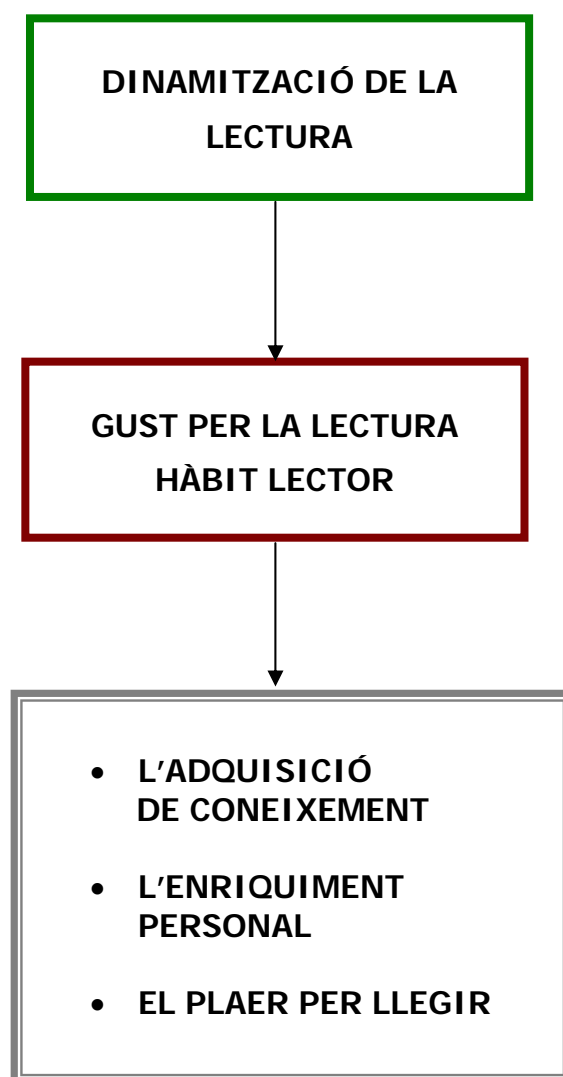 DINAMITZACIÓ DE LA
LECTURA
GUST PER LA LECTURA
HÀBIT LECTOR
• L’ADQUISICIÓ
DE CONEIXEMENT
• L’ENRIQUIMENT
PERSONAL
• EL PLAER PER LLEGIR